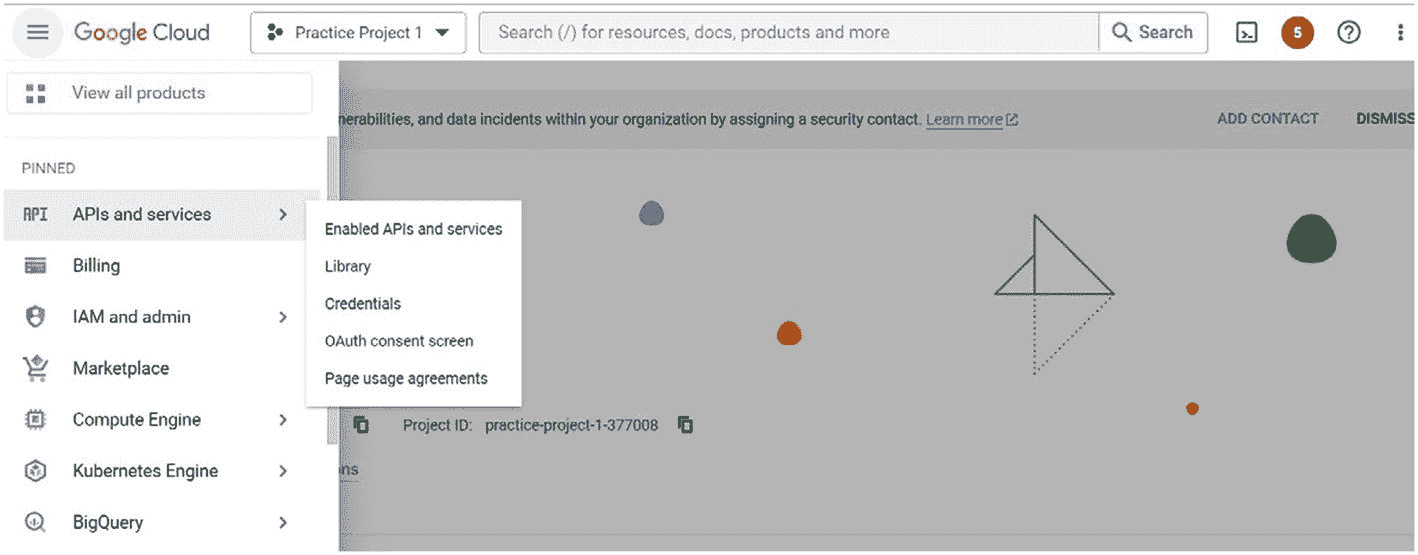 Google Cloud
Practice Project 1
Search (/) for resources, docs, products and more
Search
5
View all products
nerabilities, and data incidents within your organization by assigning a security contact. Learn more
ADD CONTACT
DISMISS
PINNED
API APIs and services
Enabled APIs and services
Library
Credentials
OAuth consent screen
Page usage agreements
Billing
IAM and admin
Marketplace
Compute Engine
Project ID: practice-project-1-377008
Kubernetes Engine
ns
BigQuery